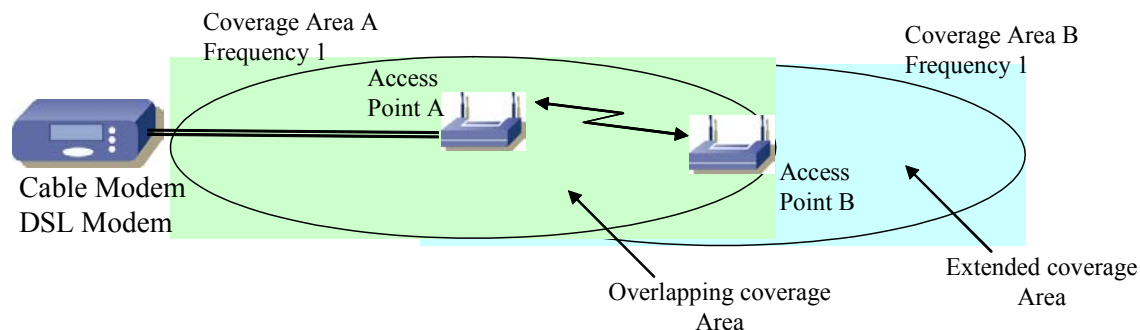 Coverage Area A
Frequency 1
Coverage Area B
Frequency 1
Access
Point A
Cable Modem
DSL Modem
Access
Point B
Overlapping coverage
Area
Extended coverage
Area